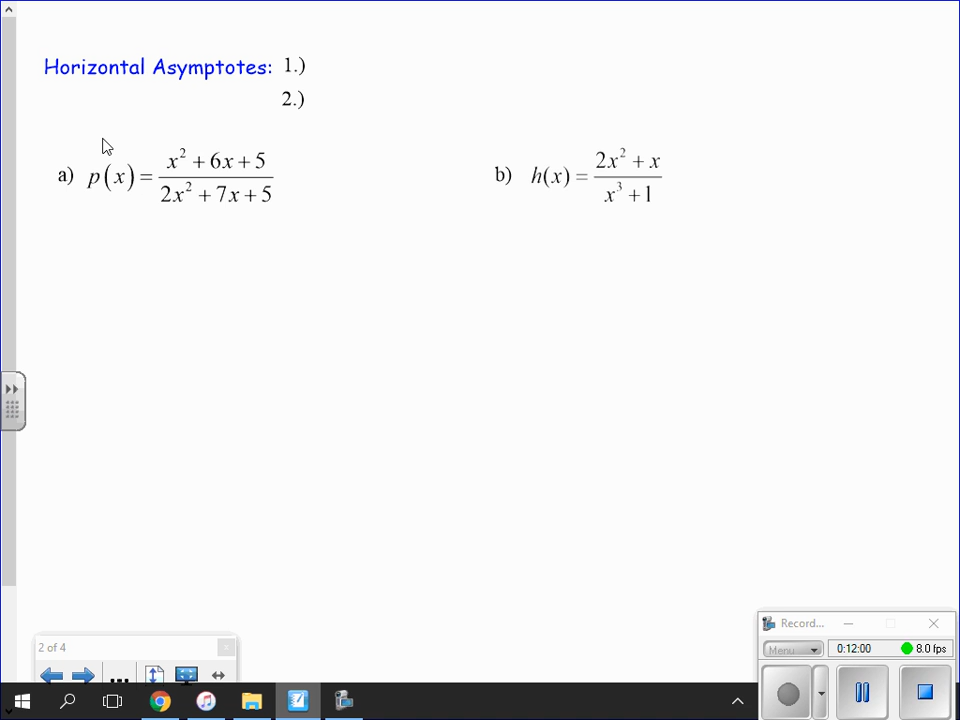 Horizontal Asymptotes: 1.)
2.)
a) p(x) = (x² + 6x + 5)/(2x² + 7x + 5)
b) h(x) = (2x² + x)/(x³ + 1)
2 of 4
Record...
Menu
0:12:00
8.0 fps